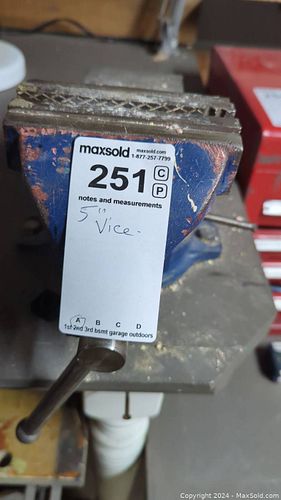 maxsold maxsold.com
1-877-257-7799
251 C
P
notes and measurements
5" Vice-
A B C D
1st 2nd 3rd bsmt garage outdoors
Copyright © 2024 - MaxSold